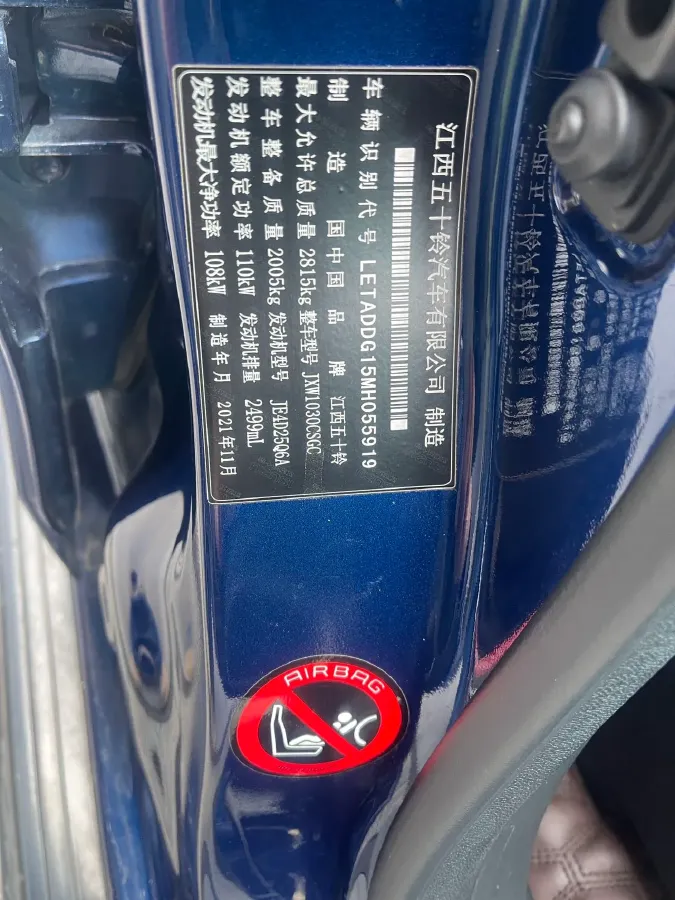 江西五十铃汽车有限公司 制造
车辆识别代号 LETADDG15MH055919
制造国 中国 品牌 江西五十铃
最大允许总质量 2815kg 整车型号 JXW1030CSGC
整车整备质量 2005kg 发动机型号 JE4D25Q6A
发动机额定功率 110kW 发动机排量 2499mL
发动机最大净功率 108kW 制造年月 2021年11月
AIRBAG